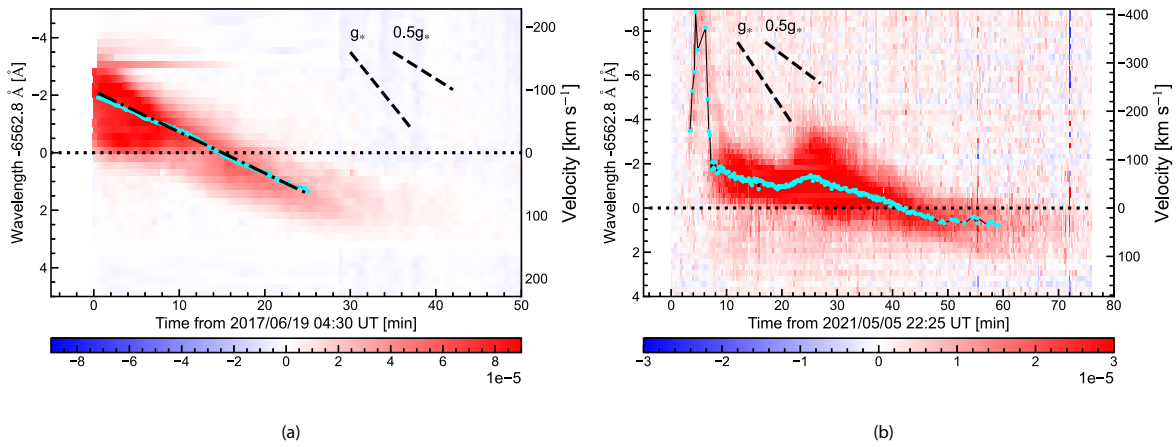 (a)
−4
−2
0
2
4
Wavelength -6562.8 Å [Å]
g* 0.5g*
−200
−100
0
100
200
Velocity [km s⁻¹]
0 10 20 30 40 50
Time from 2017/06/19 04:30 UT [min]
−8 −6 −4 −2 0 2 4 6 8
1e−5
(b)
−8
−6
−4
−2
0
2
4
Wavelength -6562.8 Å [Å]
g* 0.5g*
−400
−300
−200
−100
0
100
Velocity [km s⁻¹]
0 10 20 30 40 50 60 70 80
Time from 2021/05/05 22:25 UT [min]
−3 −2 −1 0 1 2 3
1e−5